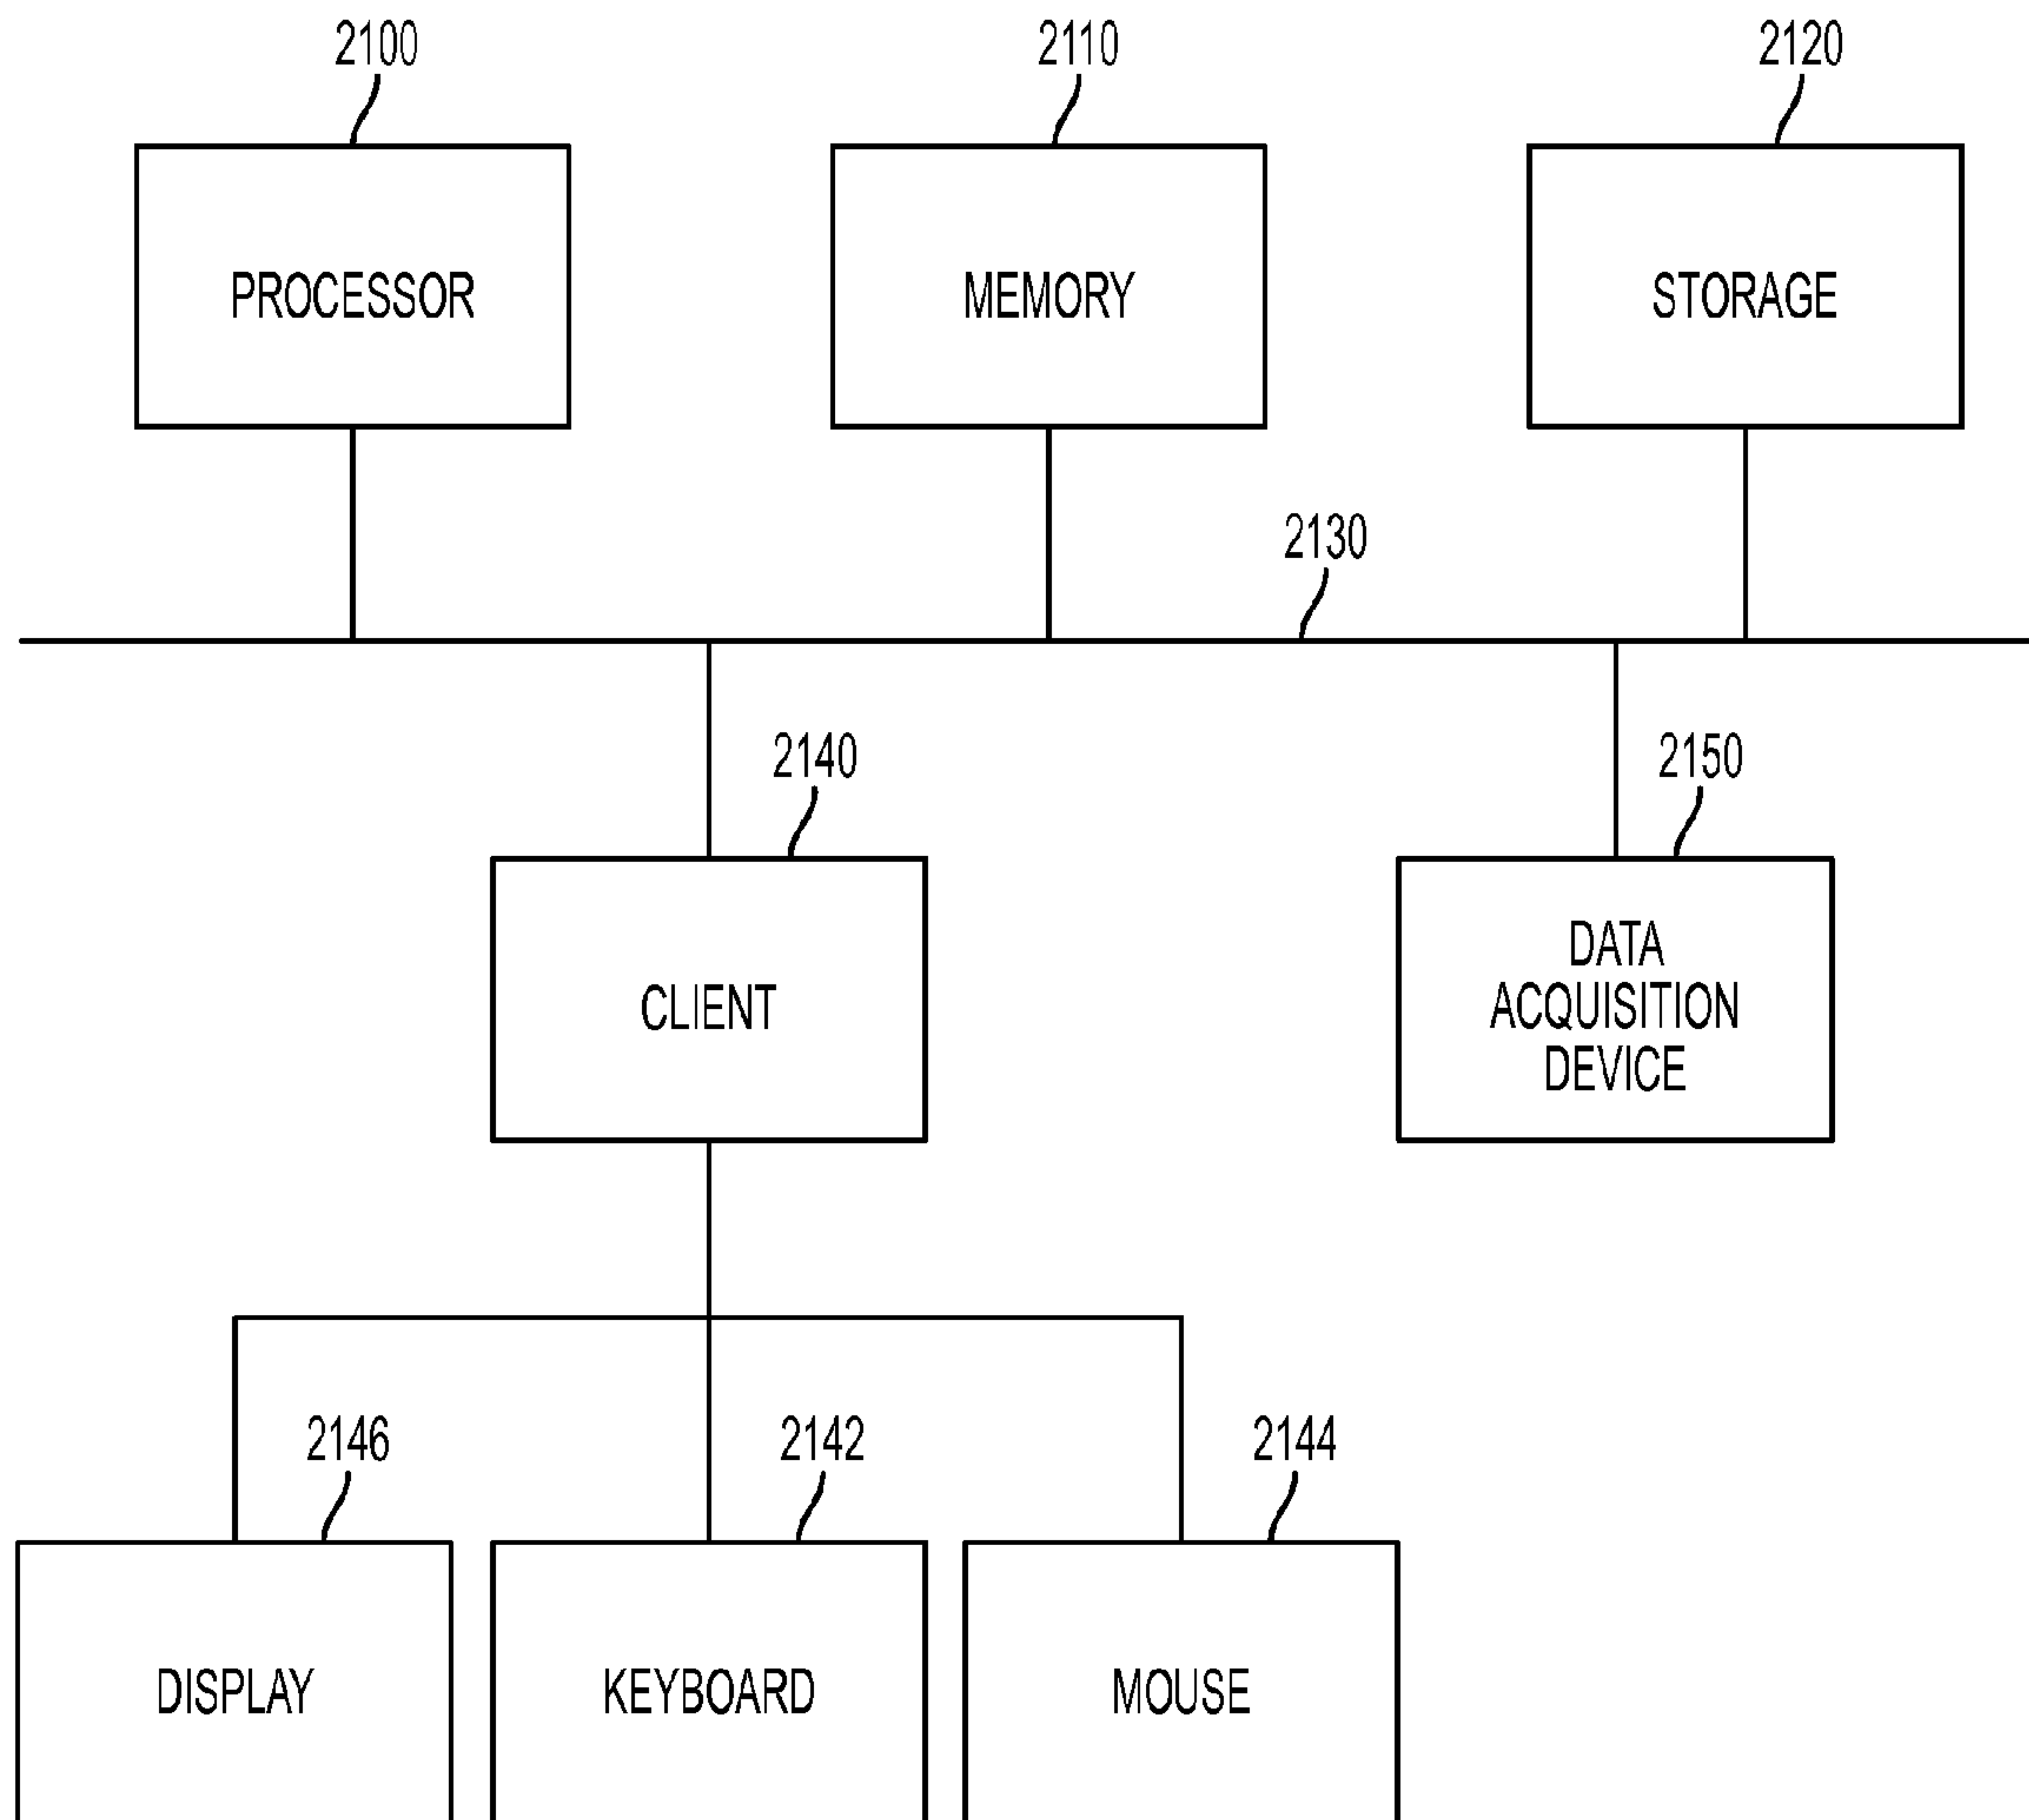 2100
2110
2120
PROCESSOR
MEMORY
STORAGE
2130
2140
2150
CLIENT
DATA
ACQUISITION
DEVICE
2146
2142
2144
DISPLAY
KEYBOARD
MOUSE